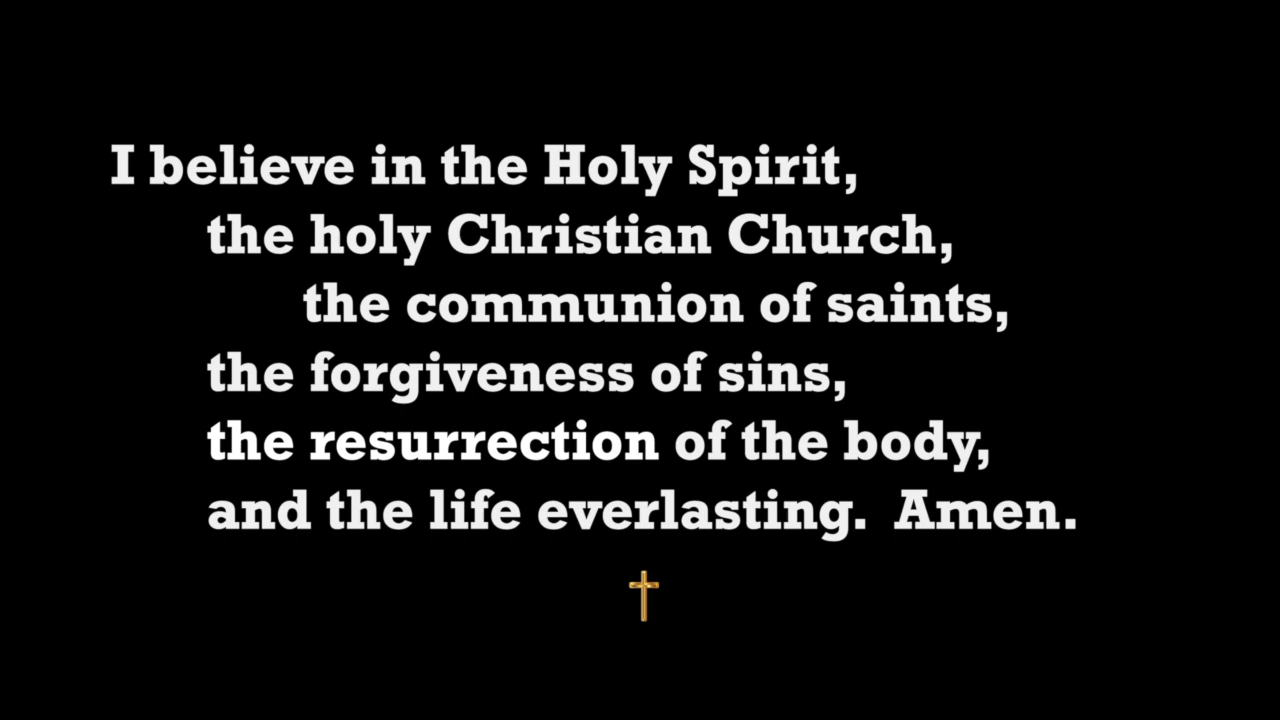 I believe in the Holy Spirit,
the holy Christian Church,
the communion of saints,
the forgiveness of sins,
the resurrection of the body,
and the life everlasting.  Amen.